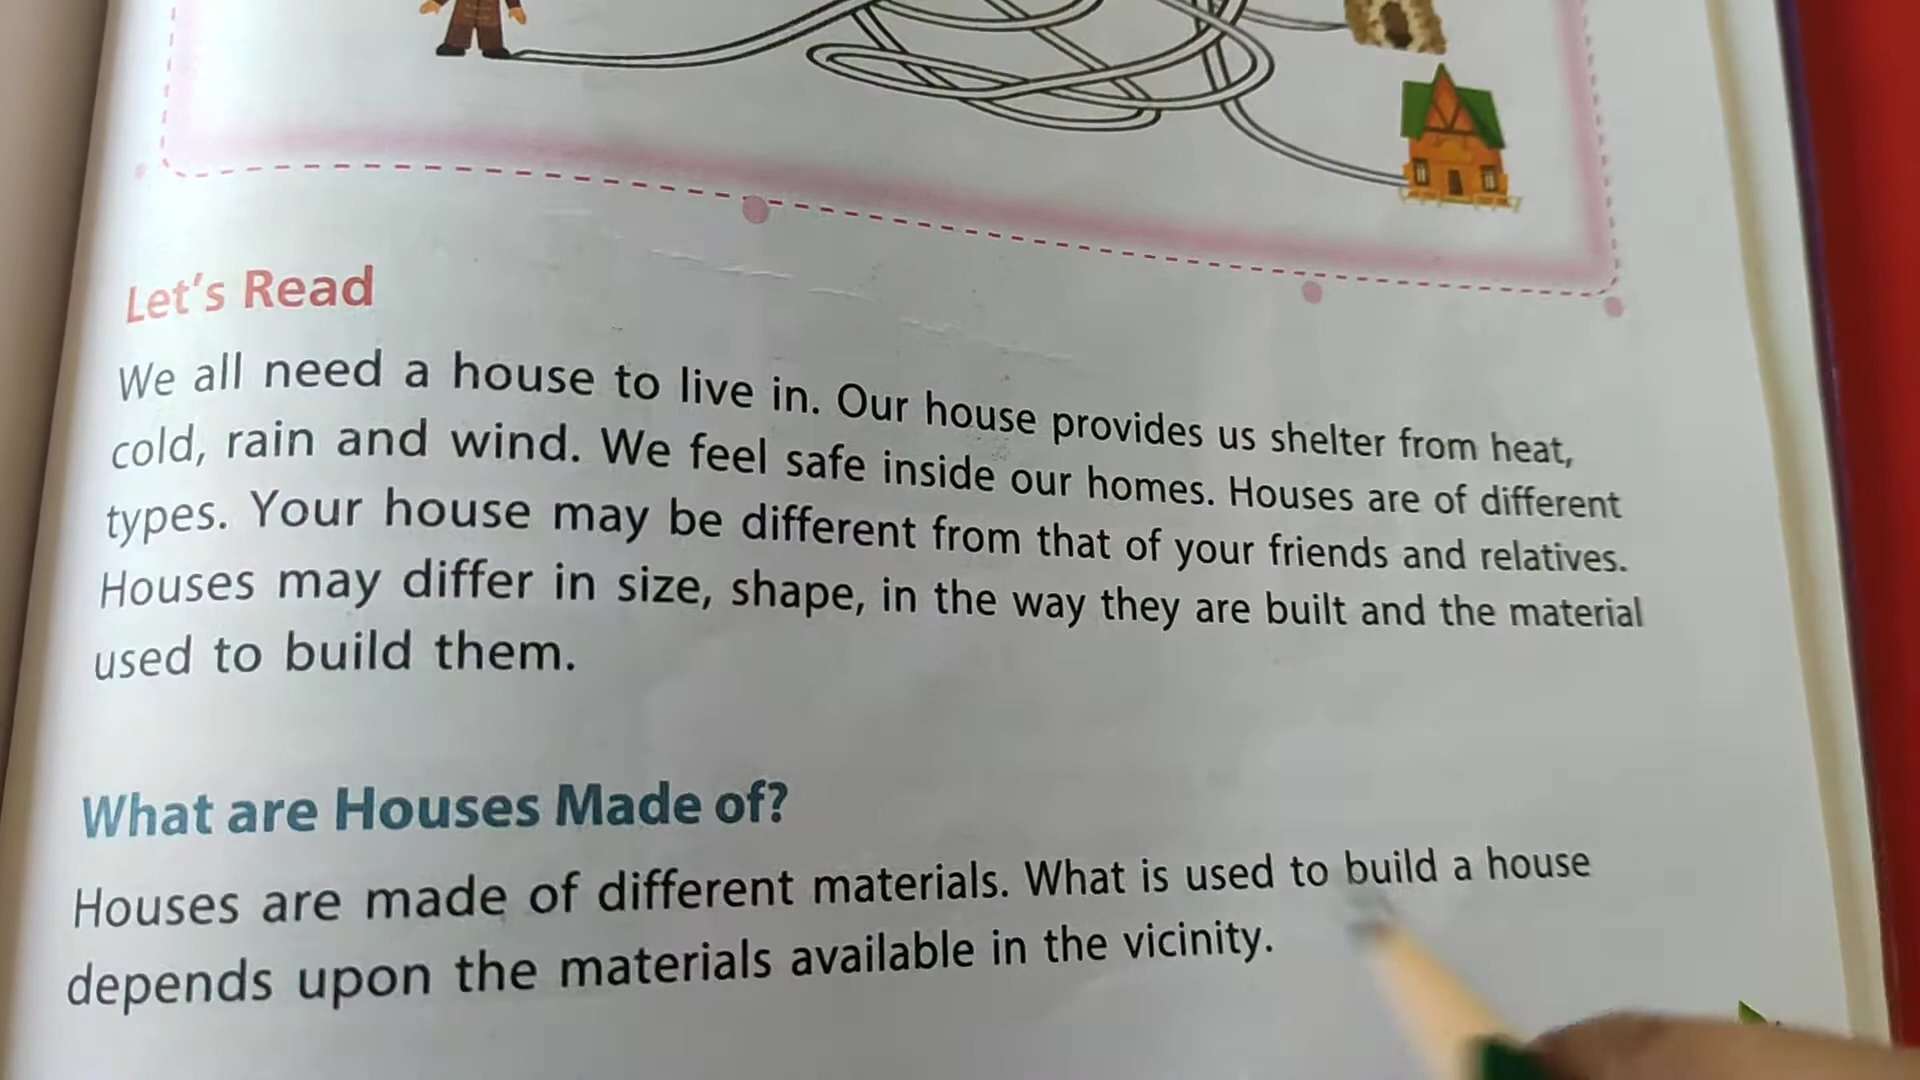 Let's Read
We all need a house to live in. Our house provides us shelter from heat,
cold, rain and wind. We feel safe inside our homes. Houses are of different
types. Your house may be different from that of your friends and relatives.
Houses may differ in size, shape, in the way they are built and the material
used to build them.
What are Houses Made of?
Houses are made of different materials. What is used to build a house
depends upon the materials available in the vicinity.